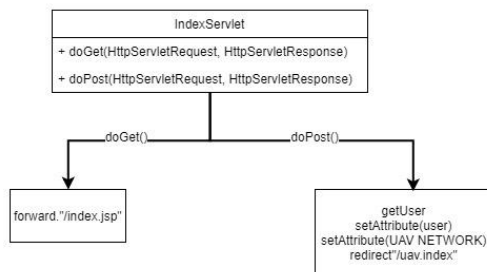 IndexServlet
+ doGet(HttpServletRequest, HttpServletResponse)
+ doPost(HttpServletRequest, HttpServletResponse)
doGet()
doPost()
forward."/index.jsp"
getUser
setAttribute(user)
setAttribute(UAV NETWORK)
redirect"/uav.index"